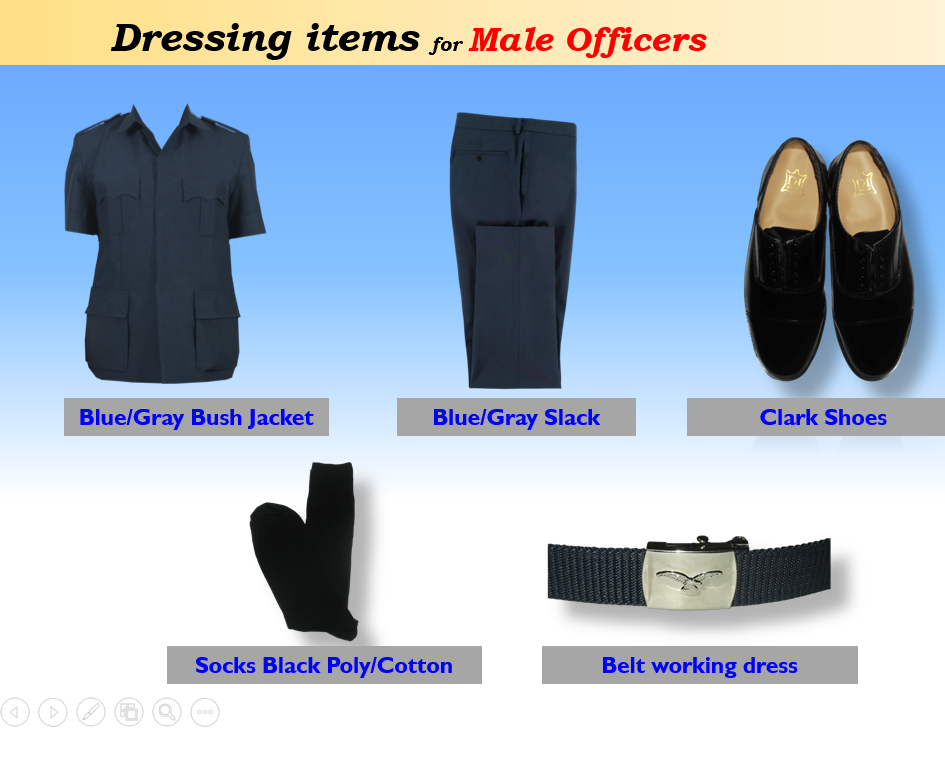 Dressing items for Male Officers
Blue/Gray Bush Jacket
Blue/Gray Slack
Clark Shoes
Socks Black Poly/Cotton
Belt working dress